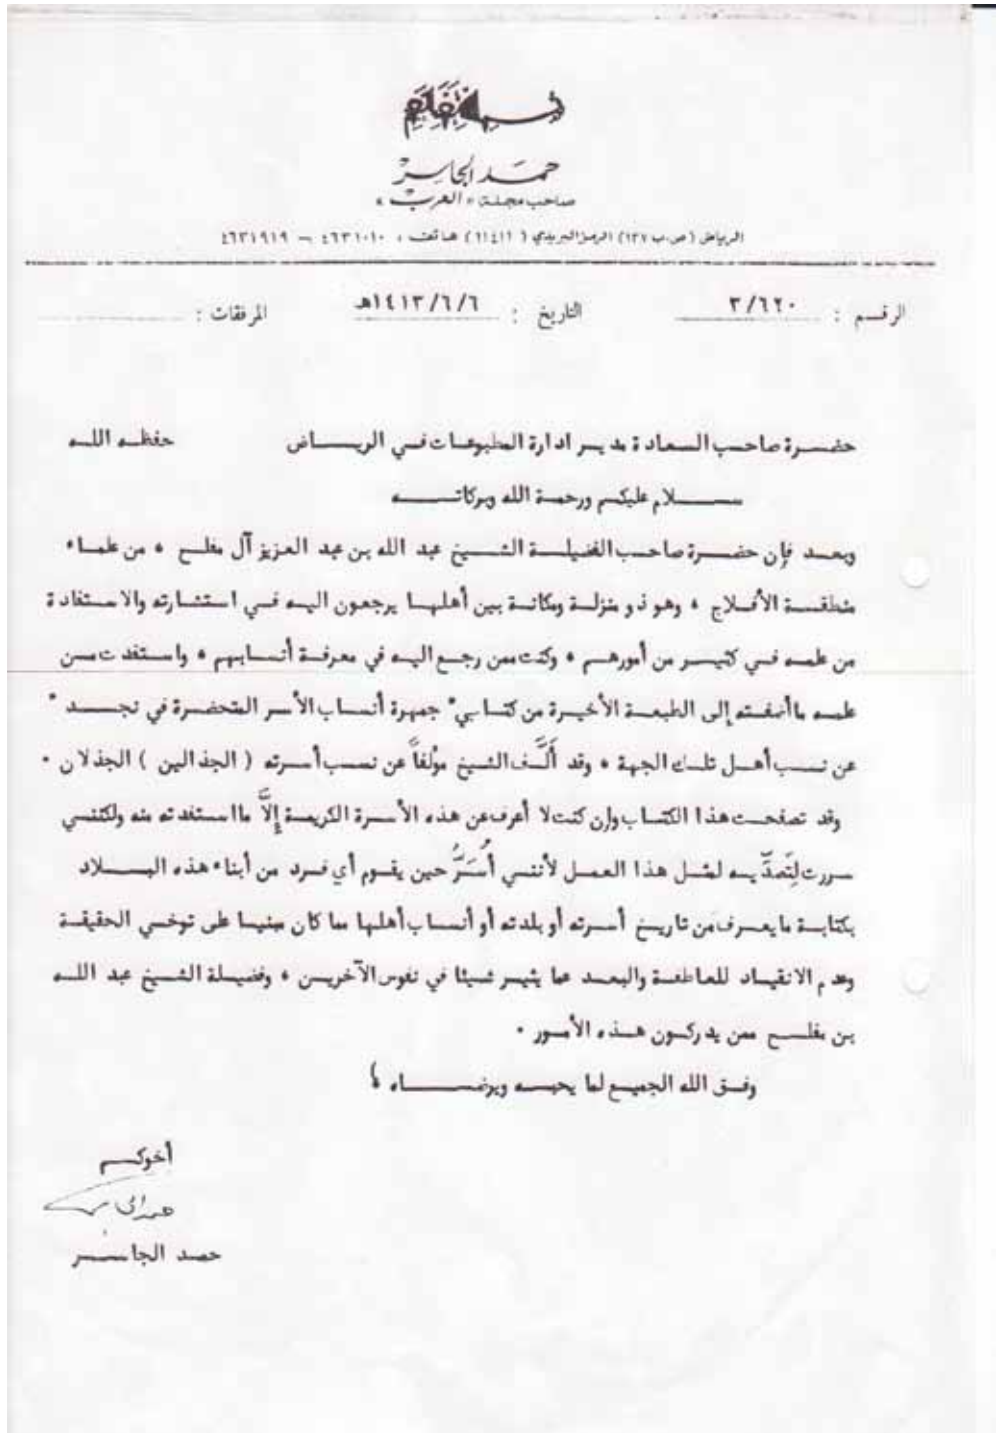 حمد الجاسر
صاحب مجلة «العرب»
الرياض (ص.ب ١٣٧) الرمز البريدي (١١٤١١) هاتف : ٤٦٣١٠١٠ – ٤٦٣١٩١٩
الرقم : ٣/٦٢٠ التاريخ : ١٤١٣/٦/٦هـ المرفقات :
حضرة صاحب السعادة مدير ادارة المطبوعات في الرياض حفظه الله
سلام عليكم ورحمة الله وبركاته
وبعد فإن حضرة صاحب الفضيلة الشيخ عبد الله بن عبد العزيز آل مفلح ، من علماء
منطقة الأفلاج ، وهو ذو منزلة ومكانة بين أهلها يرجعون اليه في استشارته والاستفادة
من علمه في كثير من أمورهم ، وكنت ممن رجع اليه في معرفة أنسابهم ، واستفدت من
علمه ما أضفته إلى الطبعة الأخيرة من كتابي " جمهرة أنساب الأسر المتحضرة في نجد "
عن نسب أهل تلك الجهة ، وقد أَلَّف الشيخ مؤلفاً عن نسب أسرته ( الجذالين ) الجذلان .
وقد تصفحت هذا الكتاب وإن كنت لا أعرف عن هذه الأسرة الكريمة إلَّا ما استفدته منه ولكنني
سررت لِتَصدِّيه لمثل هذا العمل لأنني أُسَرُّ حين يقوم أي فرد من أبناء هذه البلاد
بكتابة ما يعرف من تاريخ أسرته أو بلدته أو أنساب أهلها مما كان مبنيا على توخي الحقيقة
وعدم الانقياد للعاطفة والبعد عما يثير شيئا في نفوس الآخرين ، وفضيلة الشيخ عبد الله
بن مفلح ممن يدركون هذه الأمور .
وفق الله الجميع لما يحبه ويرضاه ،
أخوكم
حمد الجاسر